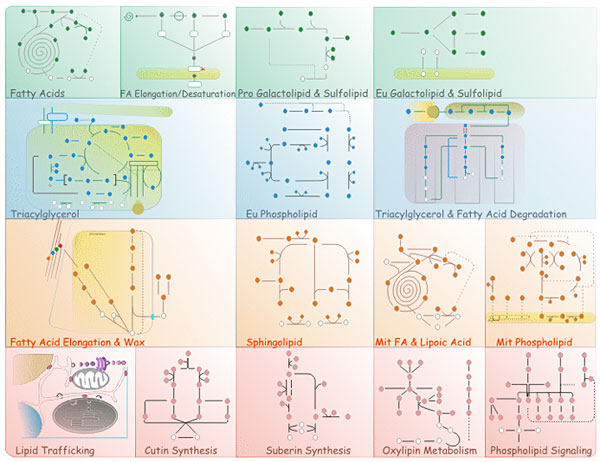 Fatty Acids
FA Elongation/Desaturation
Pro Galactolipid & Sulfolipid
Eu Galactolipid & Sulfolipid
Triacylglycerol
Eu Phospholipid
Triacylglycerol & Fatty Acid Degradation
Fatty Acid Elongation & Wax
Sphingolipid
Mit FA & Lipoic Acid
Mit Phospholipid
Lipid Trafficking
Cutin Synthesis
Suberin Synthesis
Oxylipin Metabolism
Phospholipid Signaling